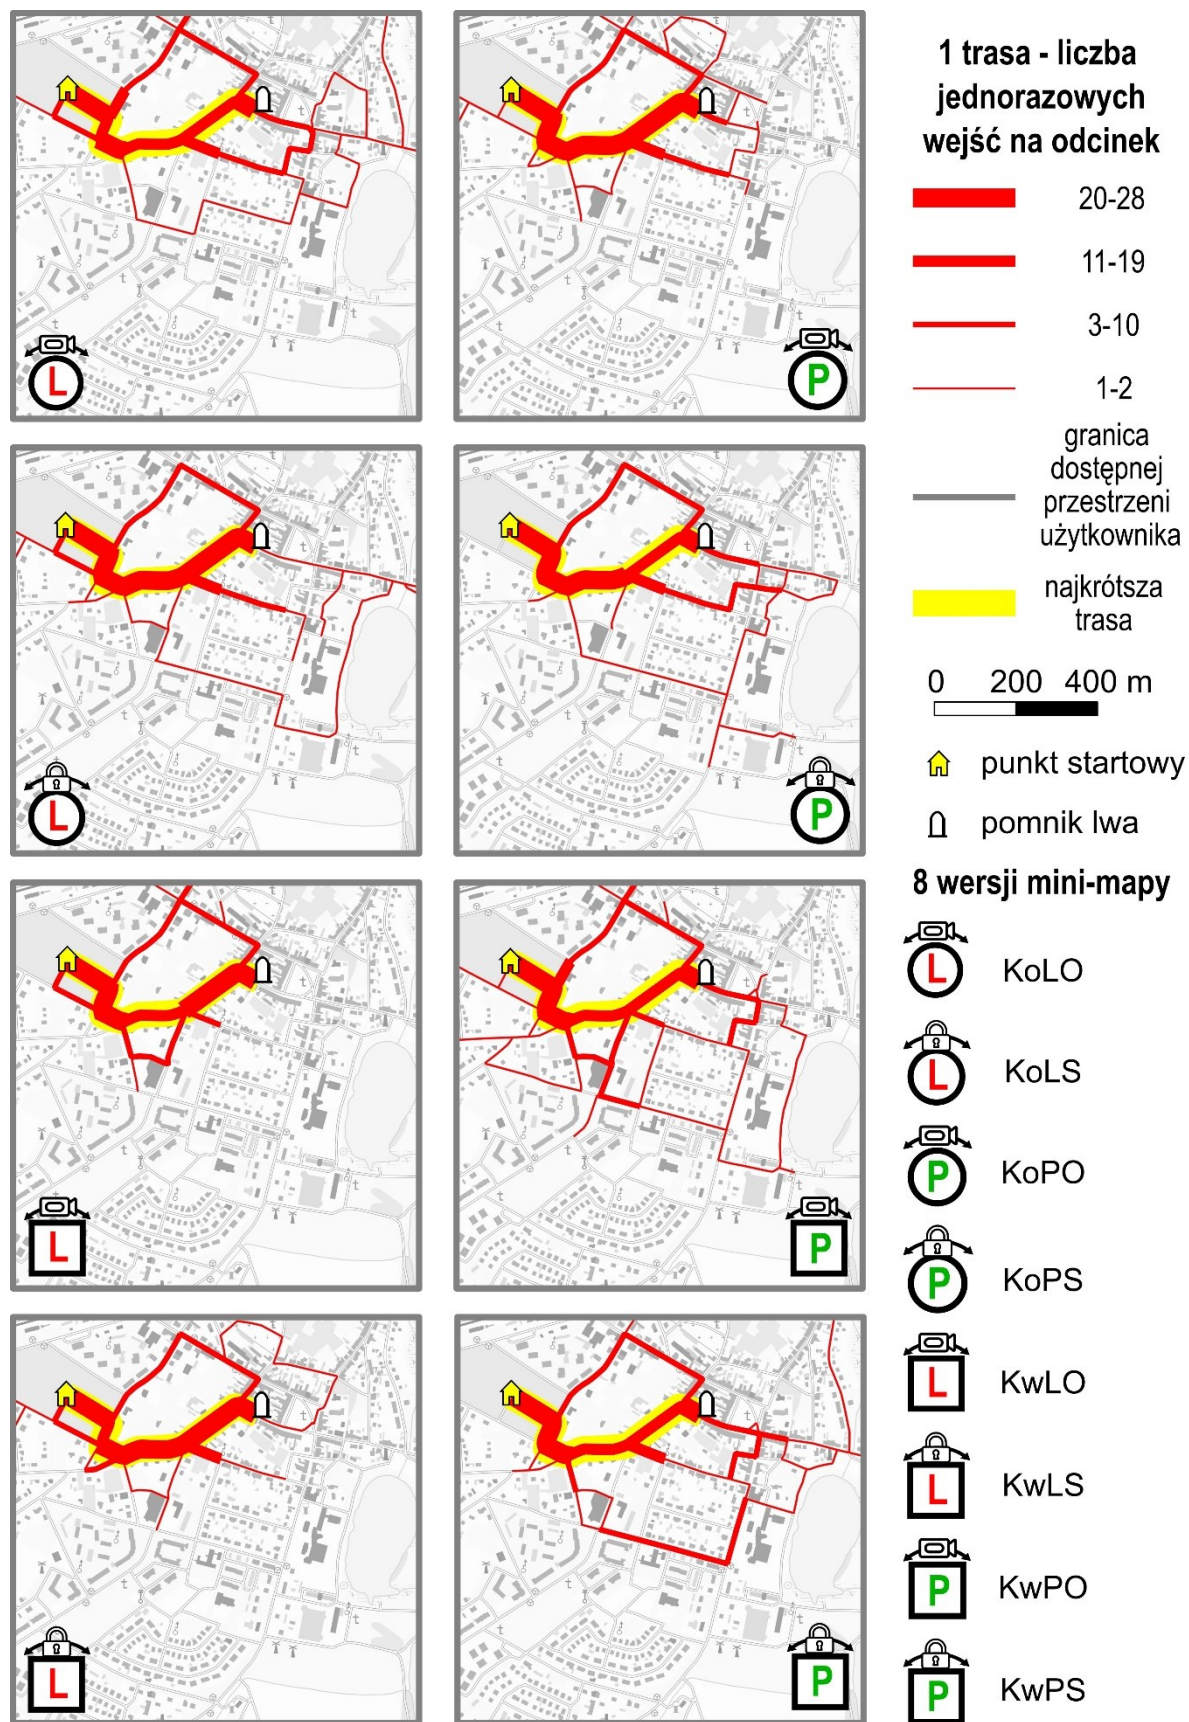 L
P
L
P
L
P
L
P
1 trasa - liczba
jednorazowych
wejść na odcinek
20-28
11-19
3-10
1-2
granica
dostępnej
przestrzeni
użytkownika
najkrótsza
trasa
0 200 400 m
punkt startowy
pomnik lwa
8 wersji mini-mapy
L KoLO
L KoLS
P KoPO
P KoPS
L KwLO
L KwLS
P KwPO
P KwPS